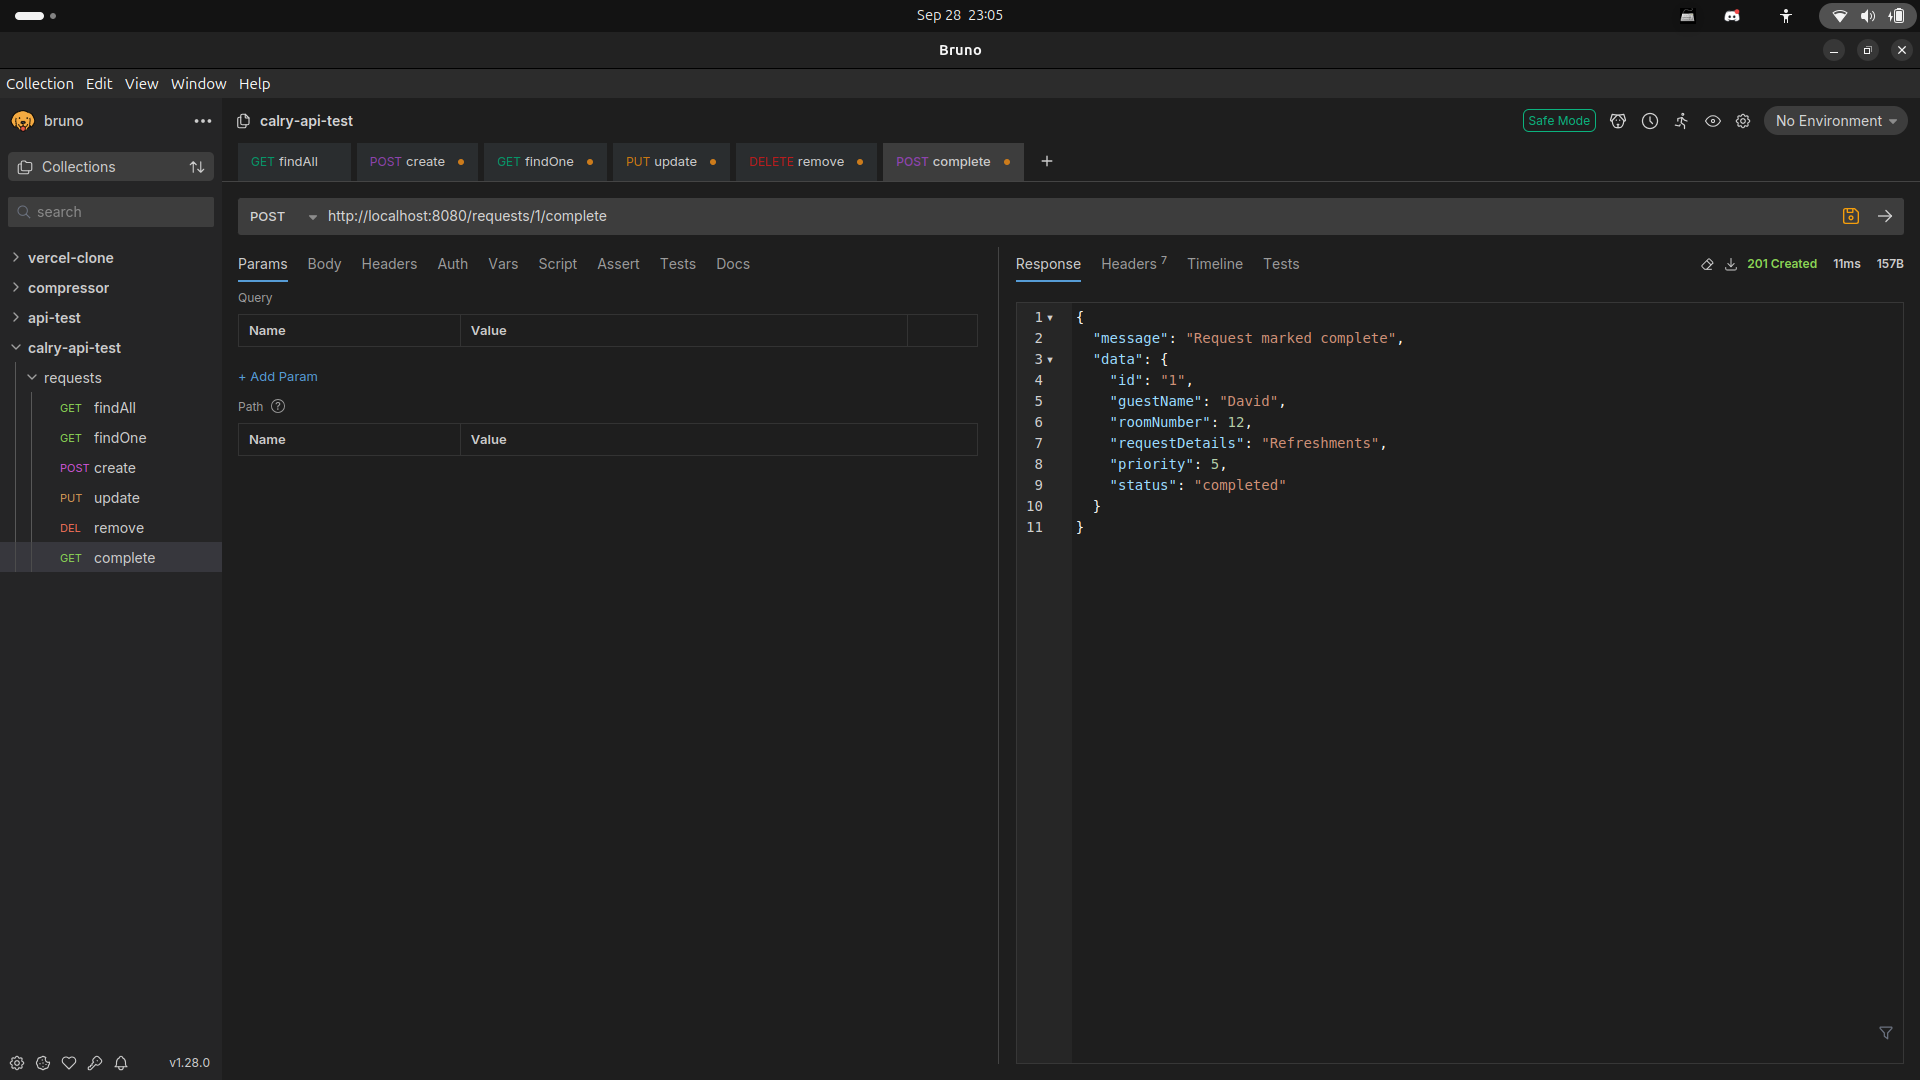 Sep 28 23:05
Bruno
Collection Edit View Window Help
bruno
calry-api-test
Safe Mode
No Environment
Collections
GET findAll
POST create
GET findOne
PUT update
DELETE remove
POST complete
+
search
POST http://localhost:8080/requests/1/complete
vercel-clone
compressor
api-test
calry-api-test
requests
GET findAll
GET findOne
POST create
PUT update
DEL remove
GET complete
v1.28.0
Params Body Headers Auth Vars Script Assert Tests Docs
Query
Name Value
+ Add Param
Path ?
Name Value
Response Headers 7 Timeline Tests
201 Created 11ms 157B
1 {
2 "message": "Request marked complete",
3 "data": {
4 "id": "1",
5 "guestName": "David",
6 "roomNumber": 12,
7 "requestDetails": "Refreshments",
8 "priority": 5,
9 "status": "completed"
10 }
11 }